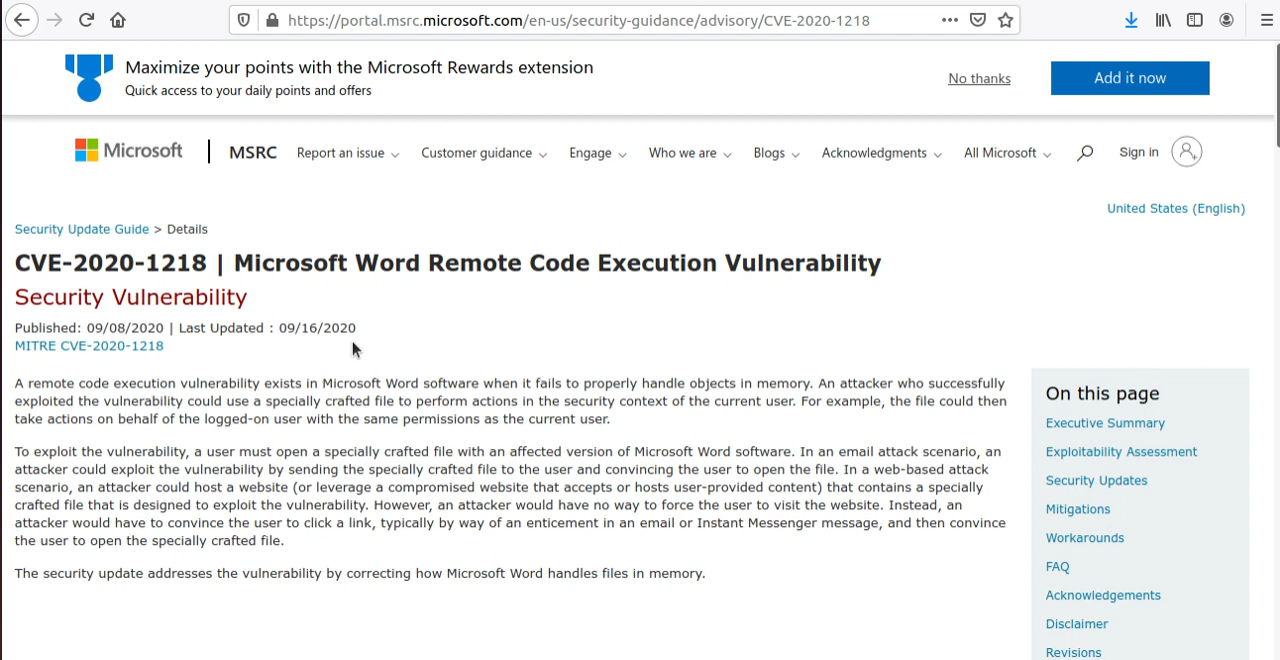 https://portal.msrc.microsoft.com/en-us/security-guidance/advisory/CVE-2020-1218
Maximize your points with the Microsoft Rewards extension
Quick access to your daily points and offers
No thanks
Add it now
Microsoft
MSRC
Report an issue
Customer guidance
Engage
Who we are
Blogs
Acknowledgments
All Microsoft
Sign in
United States (English)
Security Update Guide > Details
CVE-2020-1218 | Microsoft Word Remote Code Execution Vulnerability
Security Vulnerability
Published: 09/08/2020 | Last Updated : 09/16/2020
MITRE CVE-2020-1218
A remote code execution vulnerability exists in Microsoft Word software when it fails to properly handle objects in memory. An attacker who successfully
exploited the vulnerability could use a specially crafted file to perform actions in the security context of the current user. For example, the file could then
take actions on behalf of the logged-on user with the same permissions as the current user.
To exploit the vulnerability, a user must open a specially crafted file with an affected version of Microsoft Word software. In an email attack scenario, an
attacker could exploit the vulnerability by sending the specially crafted file to the user and convincing the user to open the file. In a web-based attack
scenario, an attacker could host a website (or leverage a compromised website that accepts or hosts user-provided content) that contains a specially
crafted file that is designed to exploit the vulnerability. However, an attacker would have no way to force the user to visit the website. Instead, an
attacker would have to convince the user to click a link, typically by way of an enticement in an email or Instant Messenger message, and then convince
the user to open the specially crafted file.
The security update addresses the vulnerability by correcting how Microsoft Word handles files in memory.
On this page
Executive Summary
Exploitability Assessment
Security Updates
Mitigations
Workarounds
FAQ
Acknowledgements
Disclaimer
Revisions